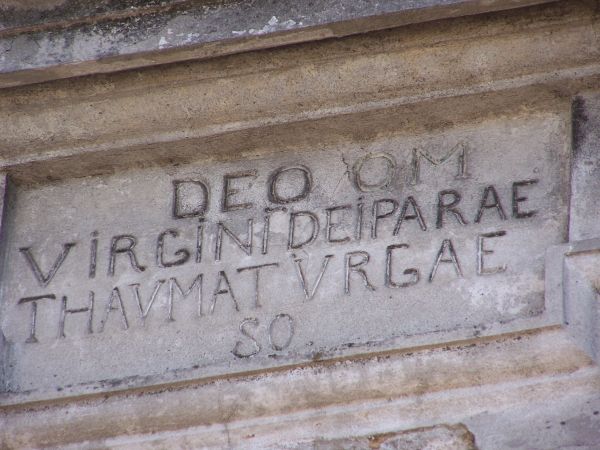 DEO OM
VIRGINI DEIPARAE
THAVMATVRGAE
SO